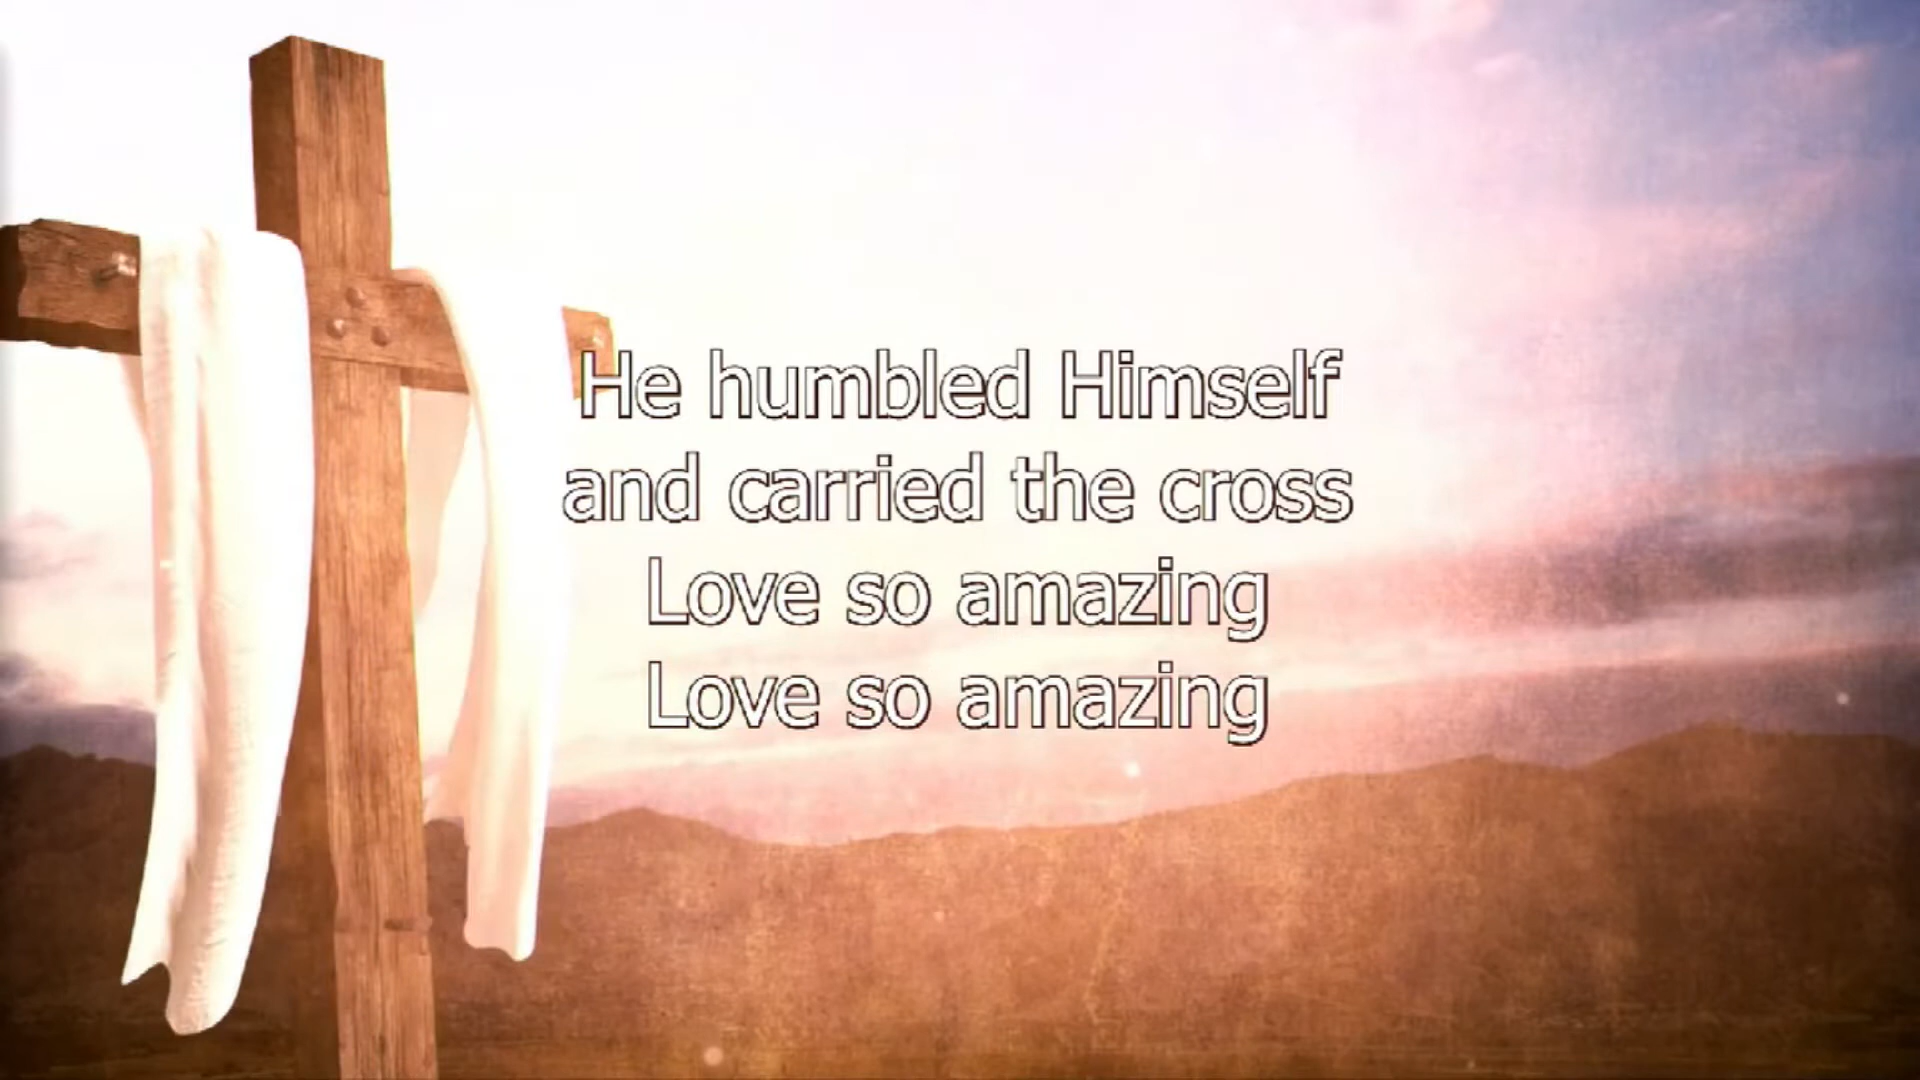 He humbled Himself
and carried the cross
Love so amazing
Love so amazing